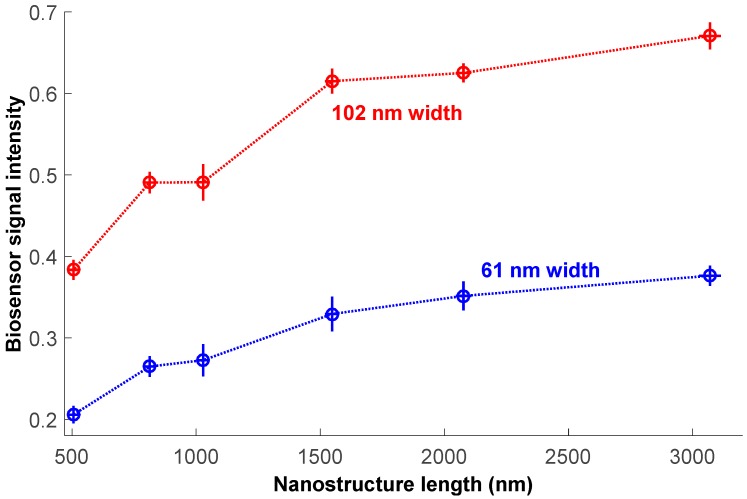 0.7
0.6
0.5
0.4
0.3
0.2
Biosensor signal intensity
102 nm width
61 nm width
500 1000 1500 2000 2500 3000
Nanostructure length (nm)